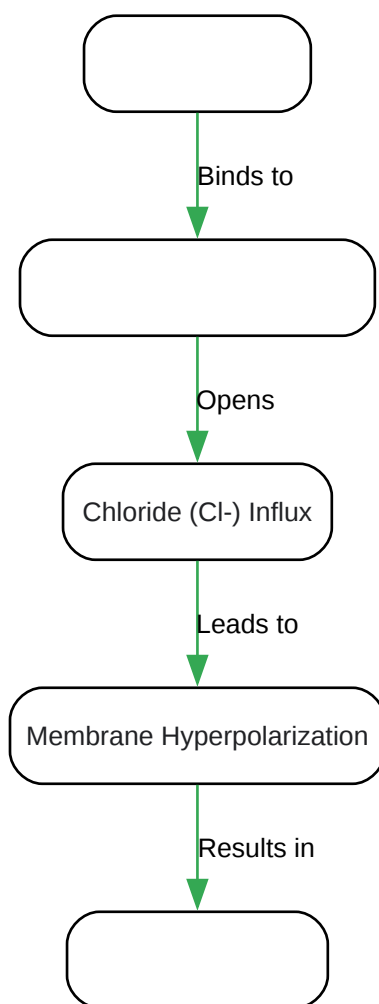 Binds to
Opens
Chloride (Cl-) Influx
Leads to
Membrane Hyperpolarization
Results in